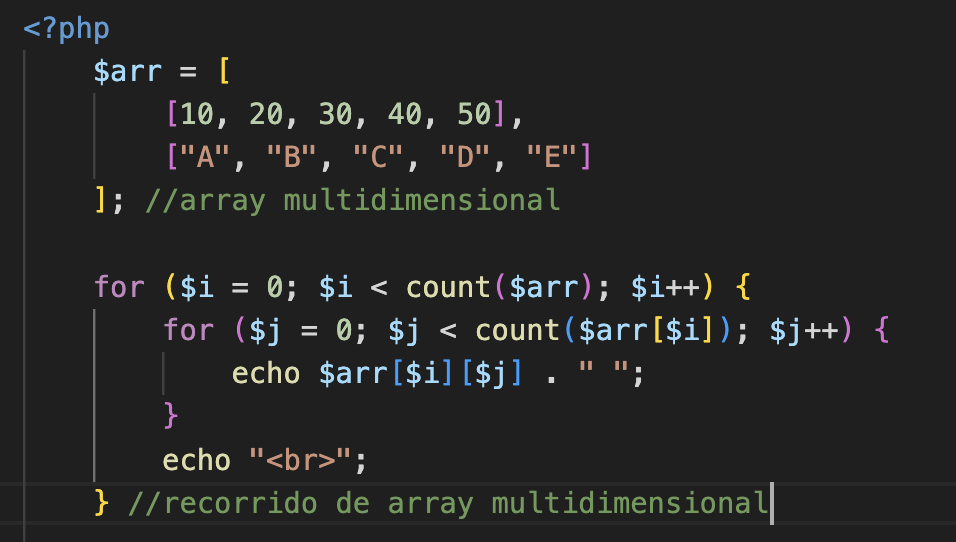 <?php
$arr = [
[10, 20, 30, 40, 50],
["A", "B", "C", "D", "E"]
]; //array multidimensional
for ($i = 0; $i < count($arr); $i++) {
for ($j = 0; $j < count($arr[$i]); $j++) {
echo $arr[$i][$j] . " ";
}
echo "<br>";
} //recorrido de array multidimensional